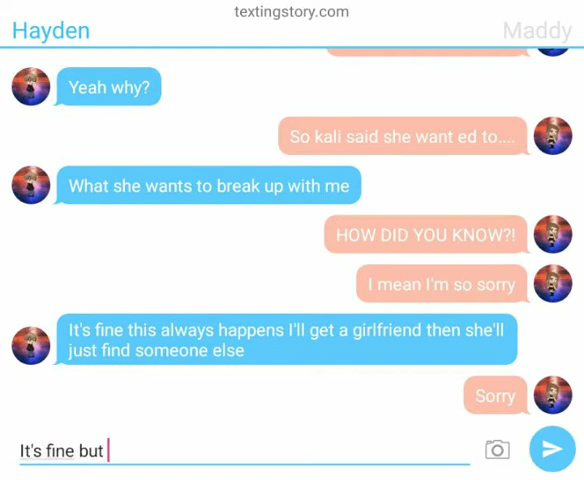 textingstory.com
Hayden
Maddy
Yeah why?
So kali said she want ed to....
What she wants to break up with me
HOW DID YOU KNOW?!
I mean I'm so sorry
It's fine this always happens I'll get a girlfriend then she'll
just find someone else
Sorry
It's fine but